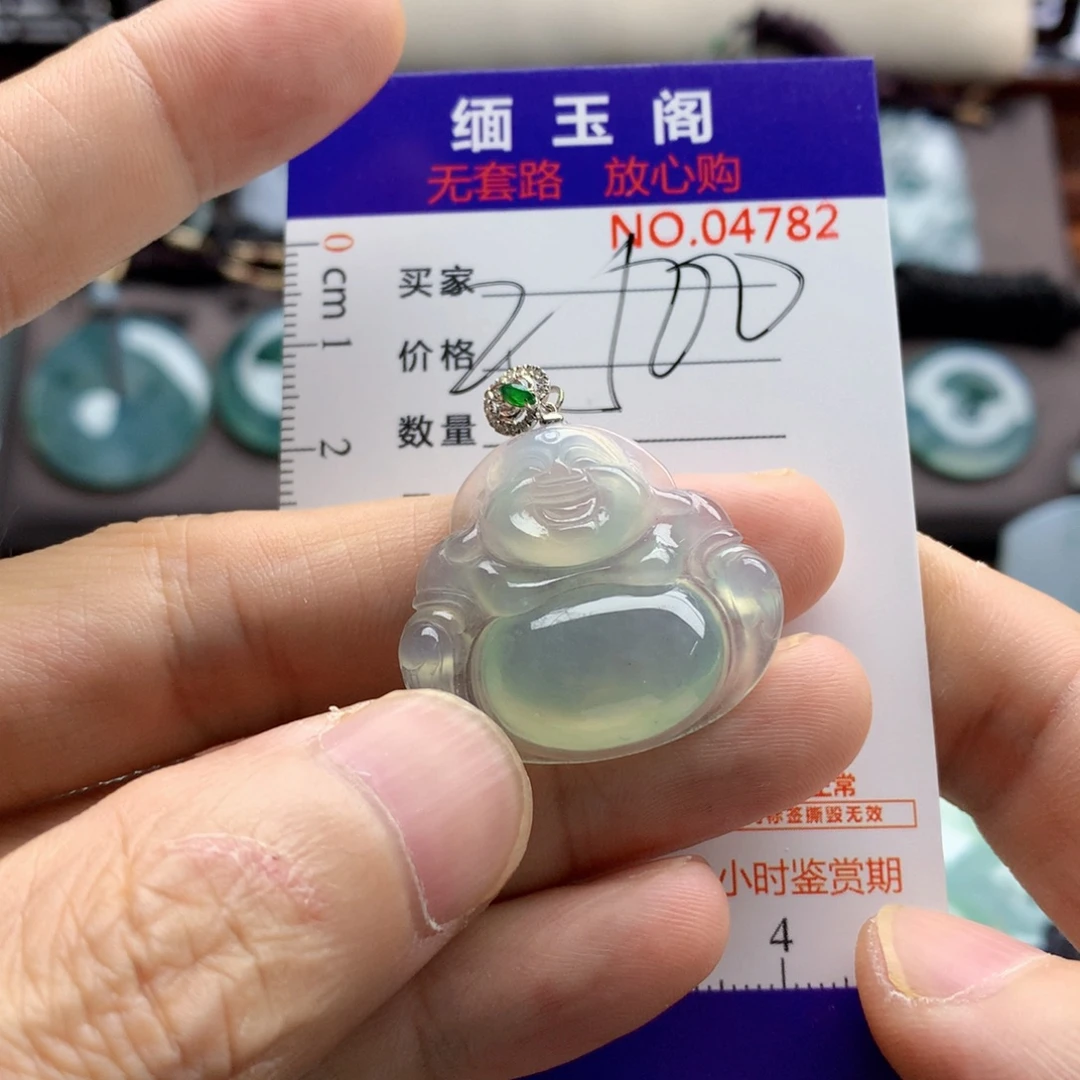 缅玉阁
无套路 放心购
NO.04782
0 cm 1 2
买家
价格
数量
正常
标签撕毁无效
小时鉴赏期
4